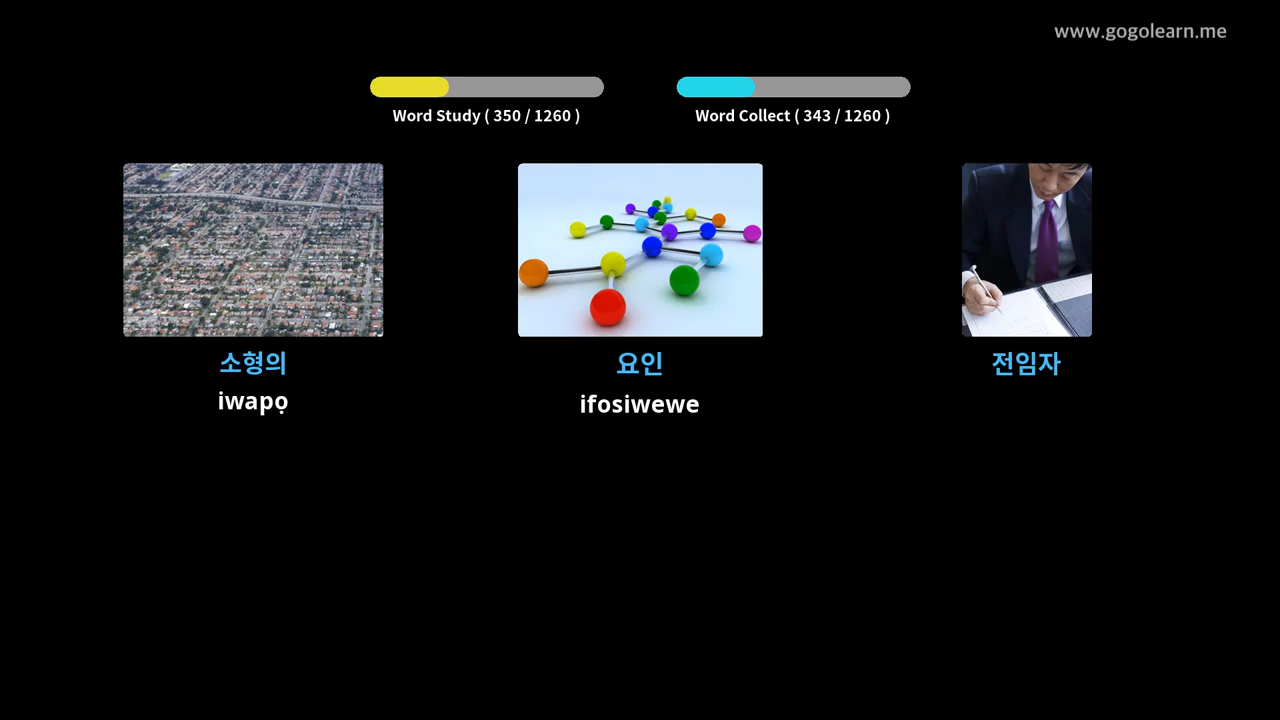 www.gogolearn.me
Word Study ( 350 / 1260 )
Word Collect ( 343 / 1260 )
소형의
요인
전임자
iwapọ
ifosiwewe